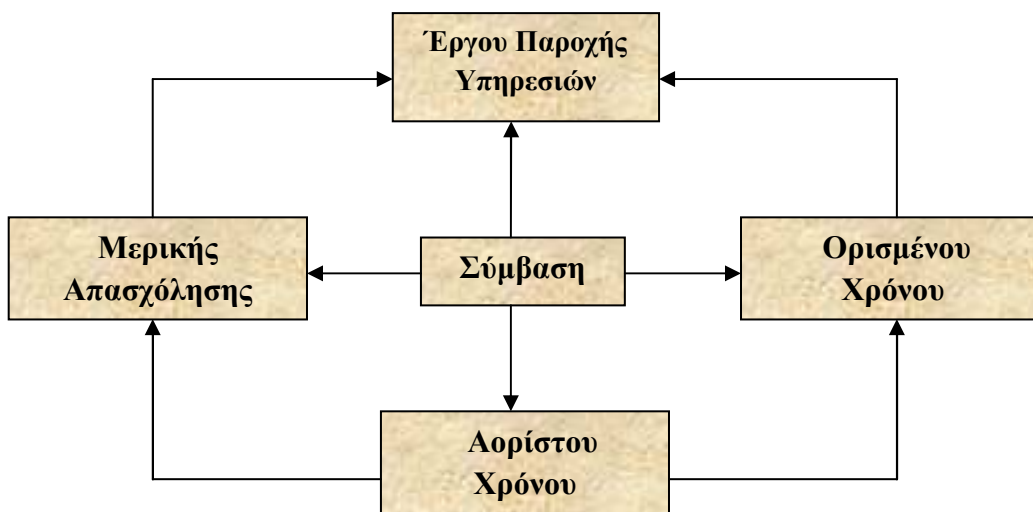 Έργου Παροχής
Υπηρεσιών
Μερικής
Απασχόλησης
Σύμβαση
Ορισμένου
Χρόνου
Αορίστου
Χρόνου